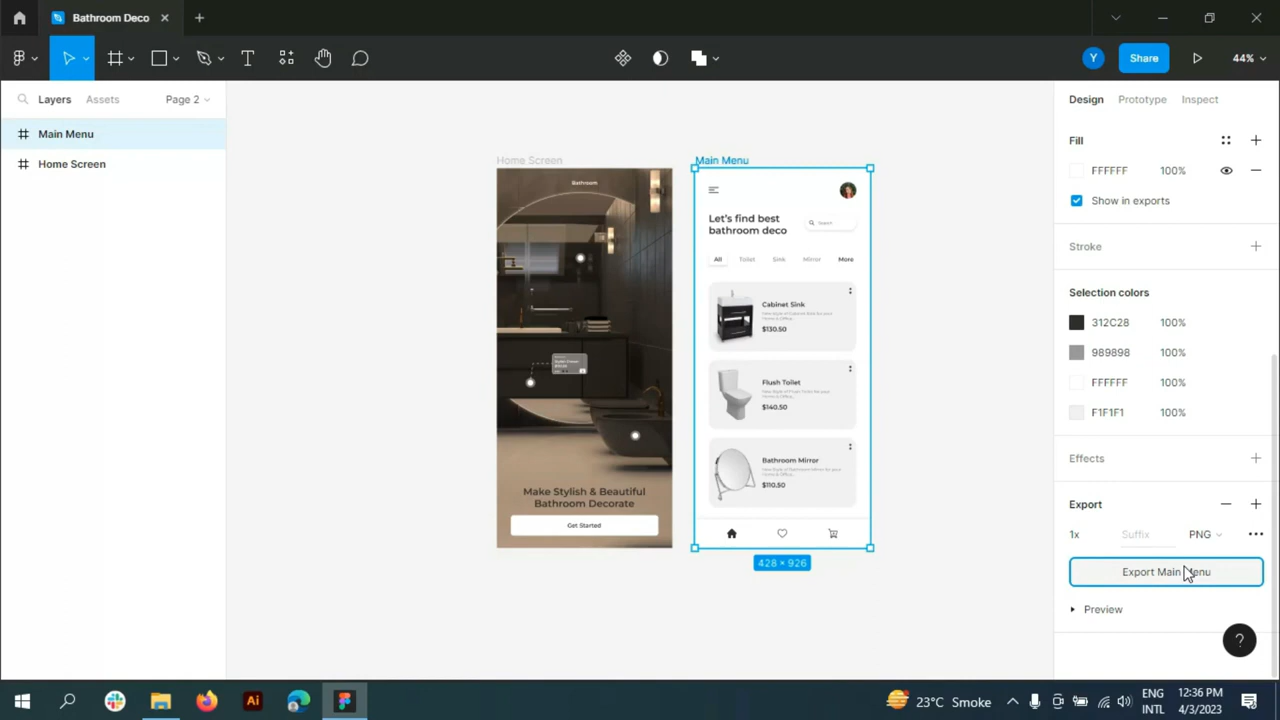 Bathroom Deco
Share
44%
Layers
Assets
Page 2
Main Menu
Home Screen
Home Screen
Bathroom
Make Stylish & Beautiful
Bathroom Decorate
Get Started
Main Menu
Let's find best
bathroom deco
Search
All
Toilet
Sink
Mirror
More
Cabinet Sink
$130.50
Flush Toilet
$140.50
Bathroom Mirror
$110.50
428 × 926
Design
Prototype
Inspect
Fill
FFFFFF
100%
Show in exports
Stroke
Selection colors
312C28
100%
989898
100%
FFFFFF
100%
F1F1F1
100%
Effects
Export
1x
Suffix
PNG
Export Main Menu
Preview
?
Y
Ai
23°C Smoke
ENG
INTL
12:36 PM
4/3/2023